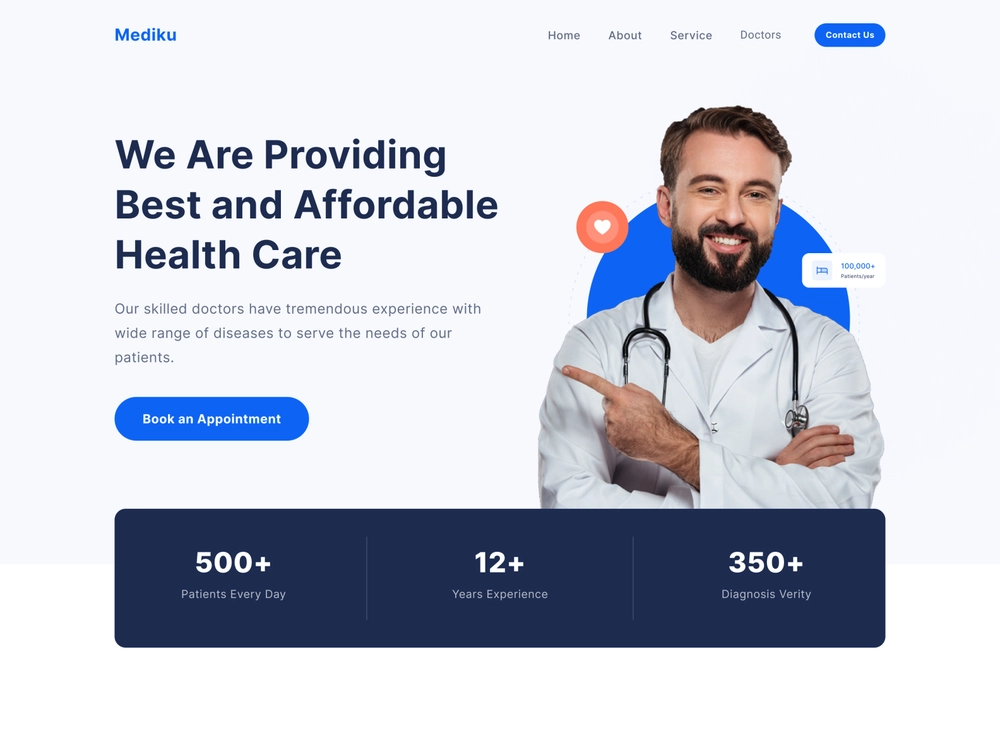 Mediku
Home About Service Doctors Contact Us
We Are Providing
Best and Affordable
Health Care
Our skilled doctors have tremendous experience with
wide range of diseases to serve the needs of our
patients.
Book an Appointment
100,000+
Patients/year
500+ 12+ 350+
Patients Every Day Years Experience Diagnosis Verity